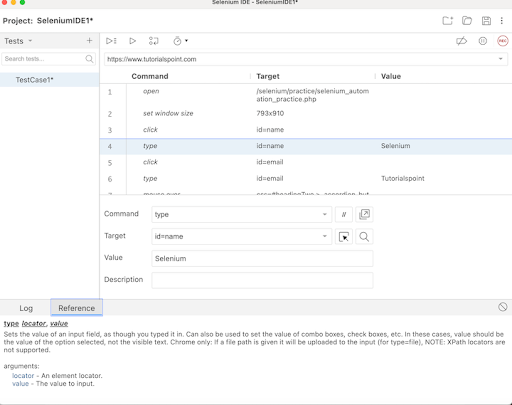 Selenium IDE - SeleniumIDE1*
Project: SeleniumIDE1*
Tests
Search tests...
TestCase1*
REC
https://www.tutorialspoint.com
Command Target Value
1 open /selenium/practice/selenium_autom
ation_practice.php
2 set window size 793x910
3 click id=name
4 type id=name Selenium
5 click id=email
6 type id=email Tutorialspoint
Command type //
Target id=name
Value Selenium
Description
Log Reference
type locator, value
Sets the value of an input field, as though you typed it in. Can also be used to set the value of combo boxes, check boxes, etc. In these cases, value should be
the value of the option selected, not the visible text. Chrome only: If a file path is given it will be uploaded to the input (for type=file), NOTE: XPath locators are
not supported.
arguments:
locator - An element locator.
value - The value to input.